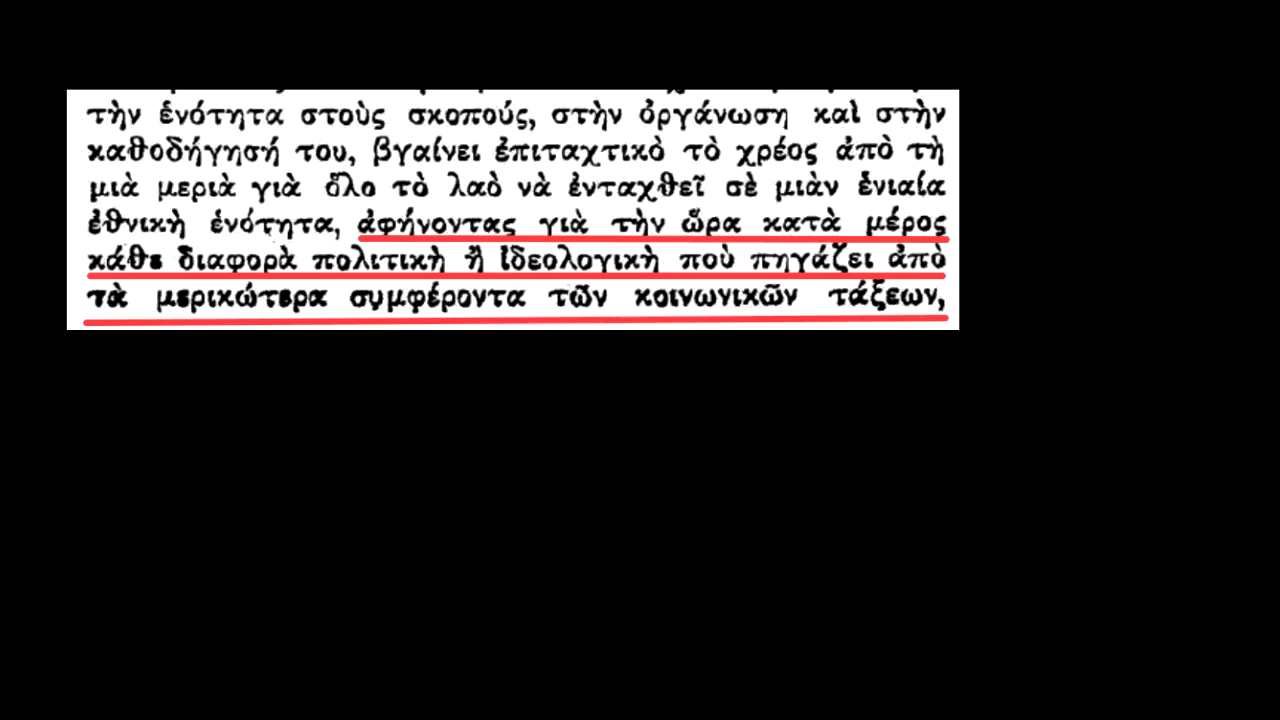 τὴν ἑνότητα στοὺς σκοπούς, στὴν ὀργάνωση καὶ στὴν
καθοδήγησή του, βγαίνει ἐπιταχτικὸ τὸ χρέος ἀπὸ τὴ
μιὰ μεριὰ γιὰ ὅλο τὸ λαὸ νὰ ἐνταχθεῖ σὲ μιὰν ἑνιαία
ἐθνικὴ ἑνότητα, ἀφήνοντας γιὰ τὴν ὥρα κατὰ μέρος
κάθε διαφορὰ πολιτικὴ ἢ ἰδεολογικὴ ποὺ πηγάζει ἀπὸ
τὰ μερικώτερα συμφέροντα τῶν κοινωνικῶν τάξεων,